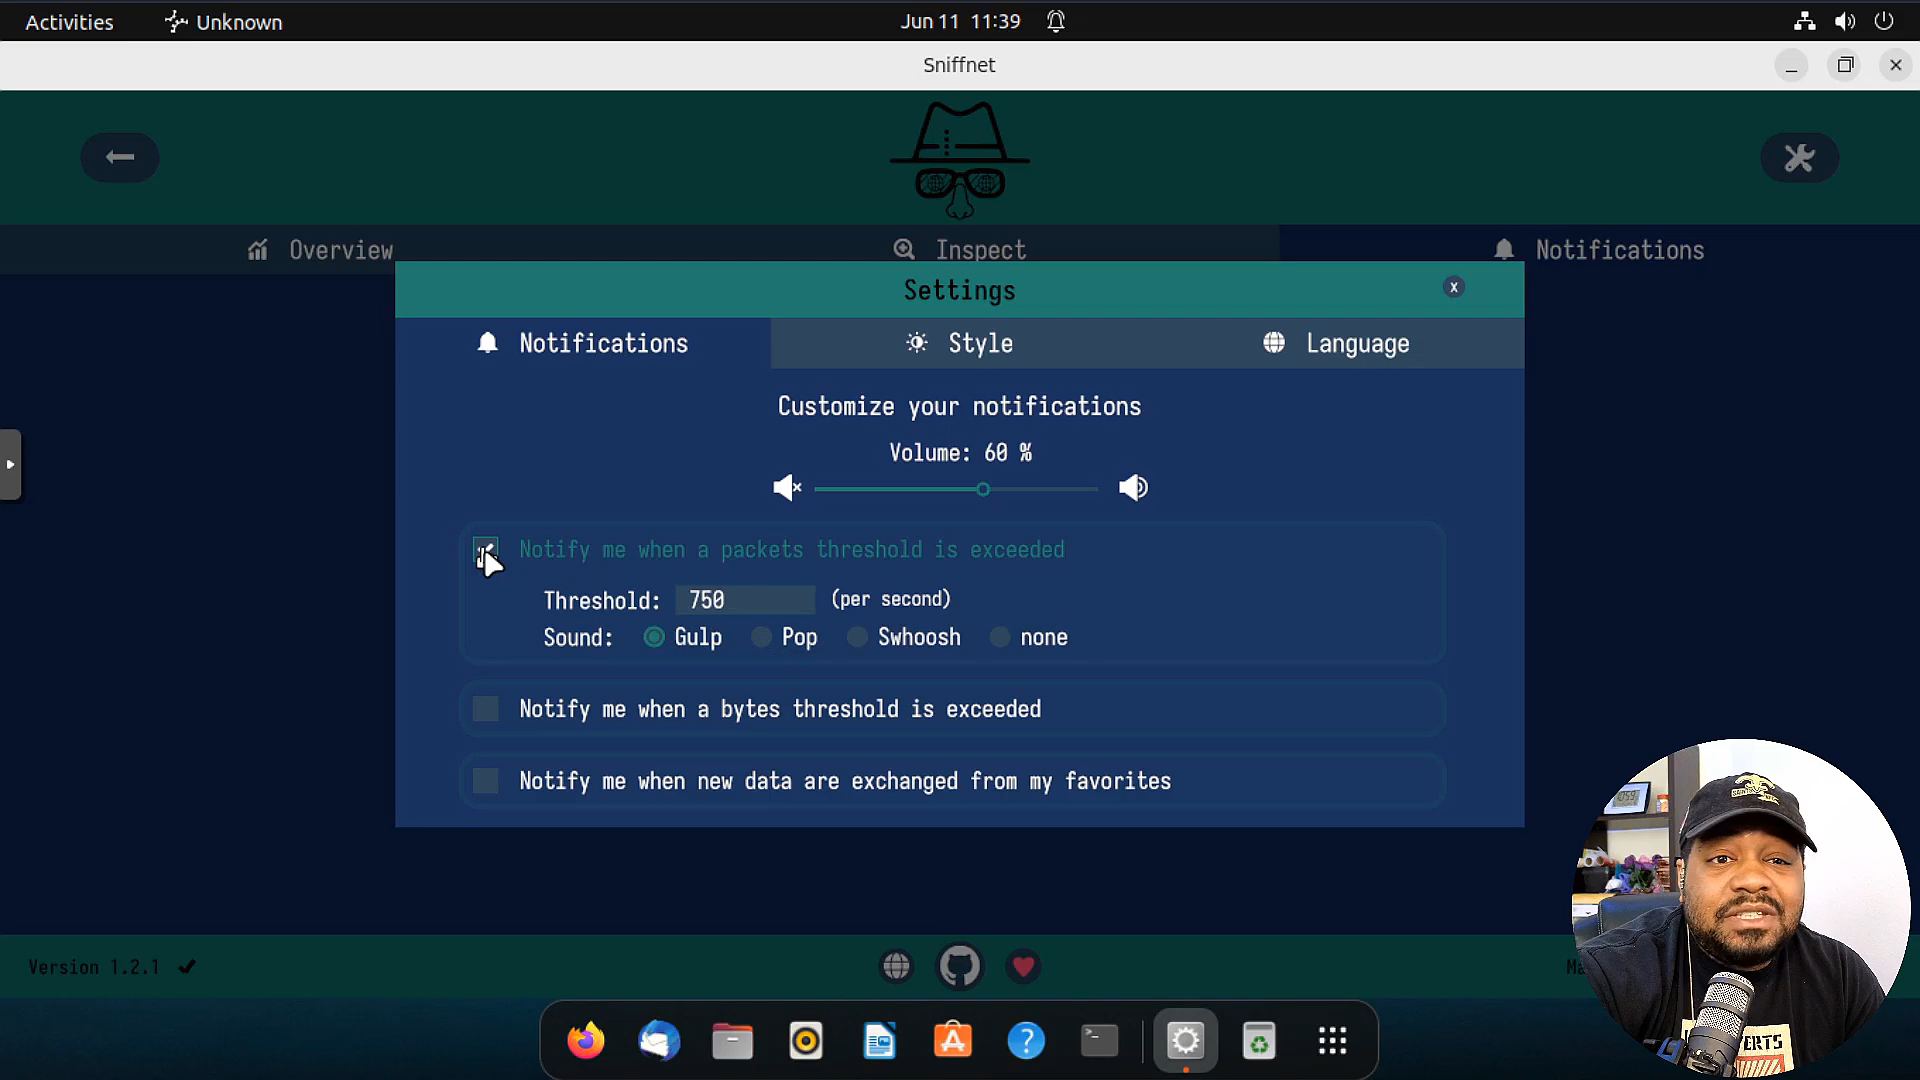 Activities
Unknown
Jun 11 11:39
Sniffnet
Overview
Inspect
Notifications
Settings
x
Notifications
Style
Language
Customize your notifications
Volume: 60 %
Notify me when a packets threshold is exceeded
Threshold: 750 (per second)
Sound: Gulp Pop Swhoosh none
Notify me when a bytes threshold is exceeded
Notify me when new data are exchanged from my favorites
Version 1.2.1